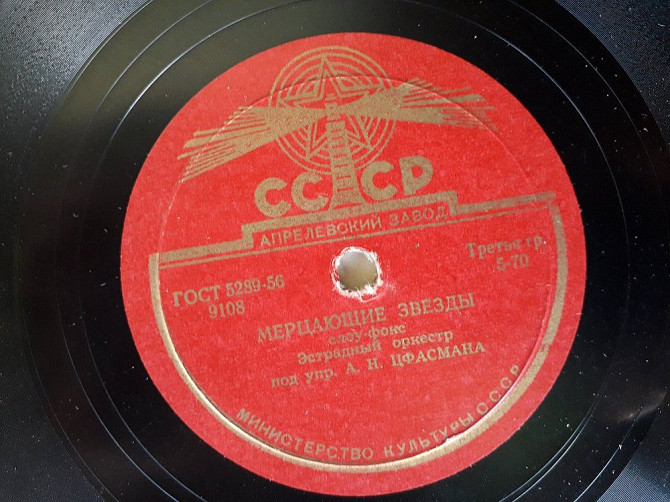 СССР
АПРЕЛЕВСКИЙ ЗАВОД
ГОСТ 5289-56
9108
Третья гр.
5-70
МЕРЦАЮЩИЕ ЗВЕЗДЫ
слоу-фокс
Эстрадный оркестр
под упр. А. Н. ЦФАСМАНА
МИНИСТЕРСТВО КУЛЬТУРЫ СССР